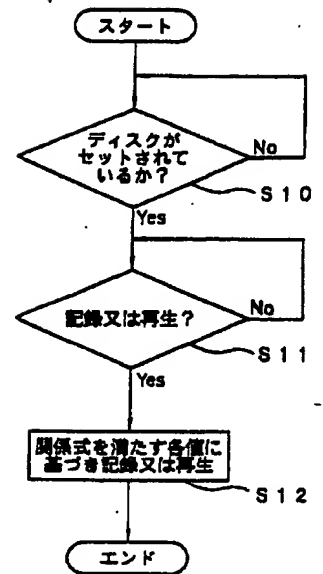 スタート
ディスクが
セットされて
いるか？
No
S10
Yes
記録又は再生？
No
S11
Yes
関係式を満たす各値に
基づき記録又は再生
S12
エンド